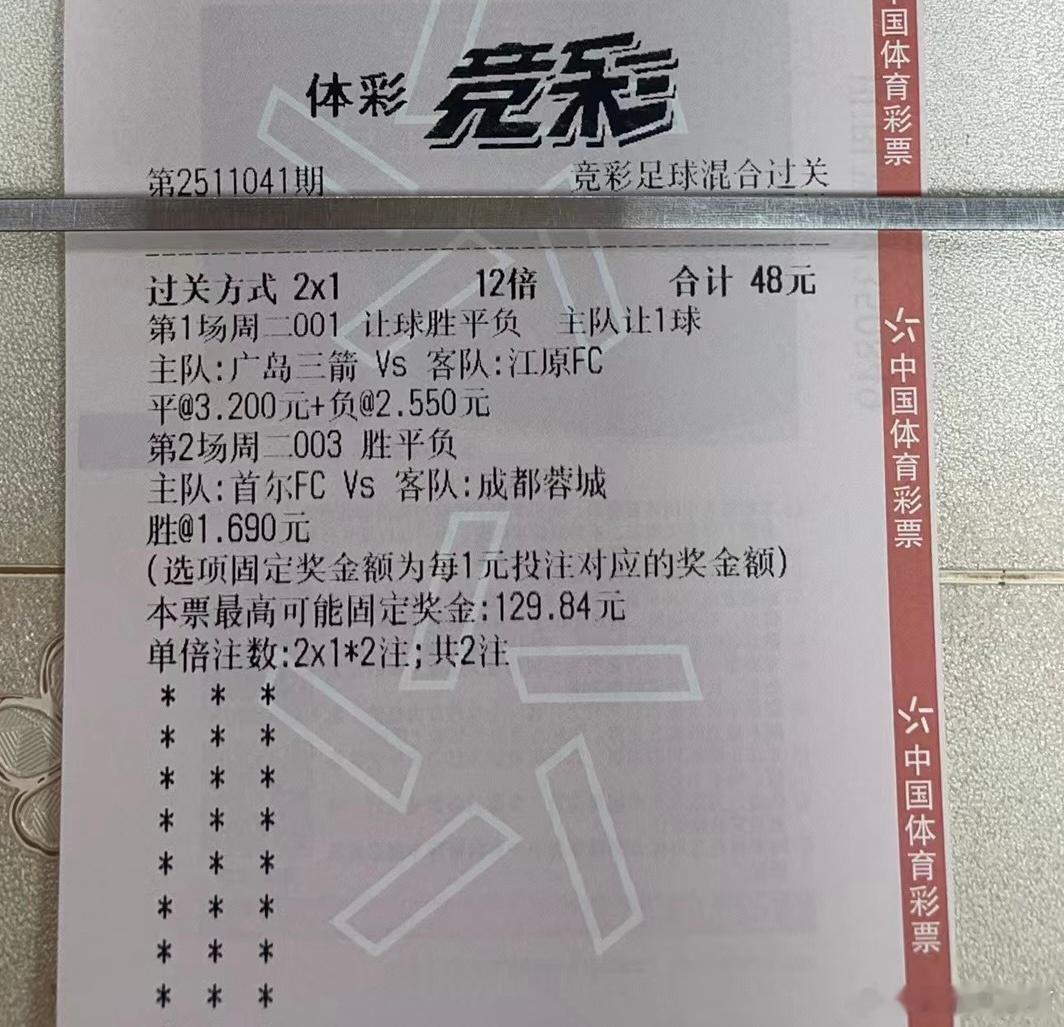 体彩 竞彩
第2511041期 竞彩足球混合过关
过关方式 2x1 12倍 合计 48元
第1场周二001 让球胜平负 主队让1球
主队:广岛三箭 Vs 客队:江原FC
平@3.200元+负@2.550元
第2场周二003 胜平负
主队:首尔FC Vs 客队:成都蓉城
胜@1.690元
(选项固定奖金额为每1元投注对应的奖金额)
本票最高可能固定奖金:129.84元
单倍注数:2x1*2注;共2注
* * *
* * *
* * *
* * *
* * *
* * *
* * *
* * *
国体育彩票
中国体育彩票
中国体育彩票